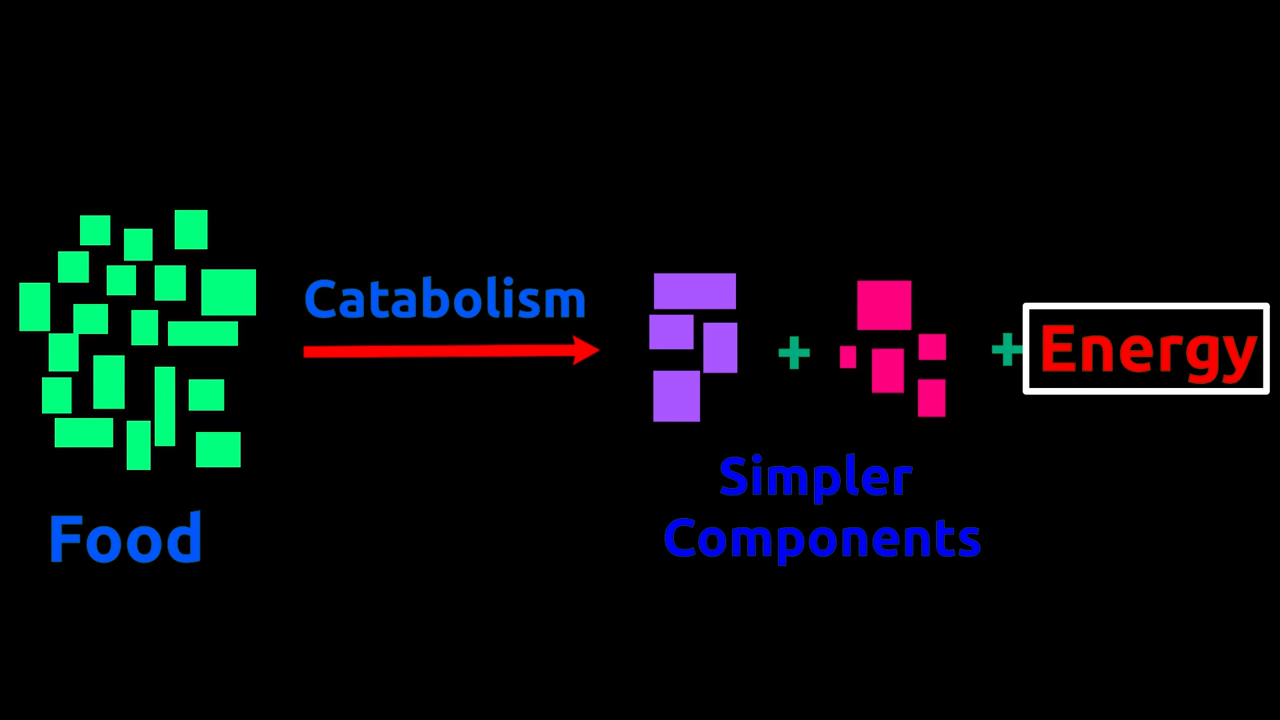 Catabolism
+
+
Energy
Simpler
Components
Food